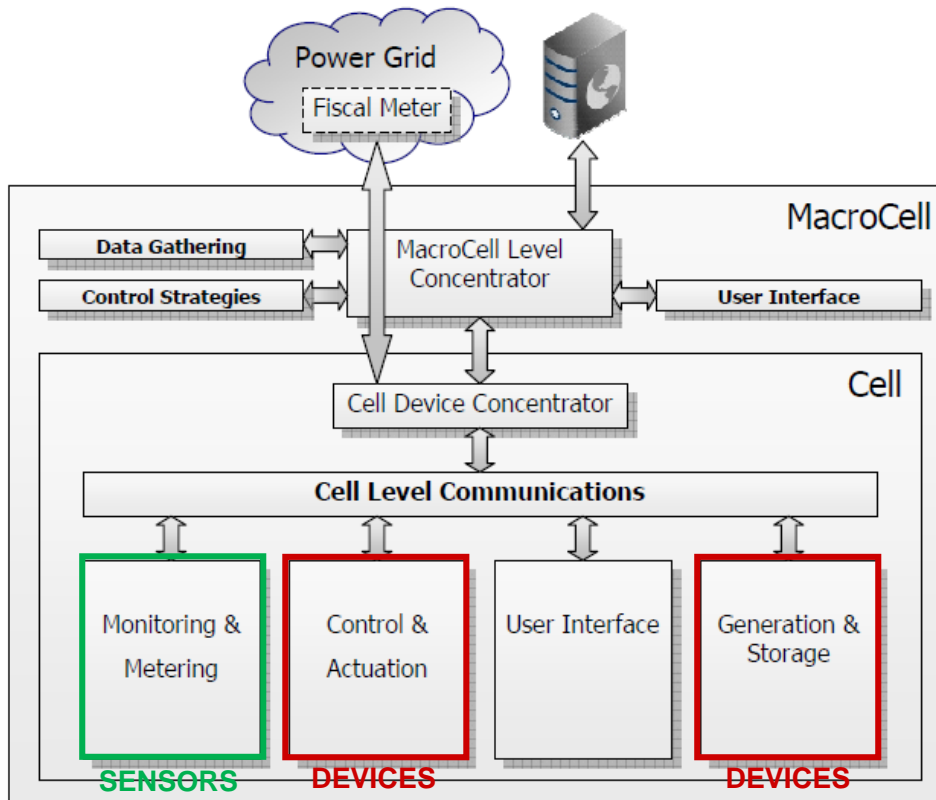 Power Grid
Fiscal Meter
MacroCell
Data Gathering
MacroCell Level
Concentrator
Control Strategies
User Interface
Cell
Cell Device Concentrator
Cell Level Communications
Monitoring &
Metering
Control &
Actuation
User Interface
Generation &
Storage
SENSORS
DEVICES
DEVICES